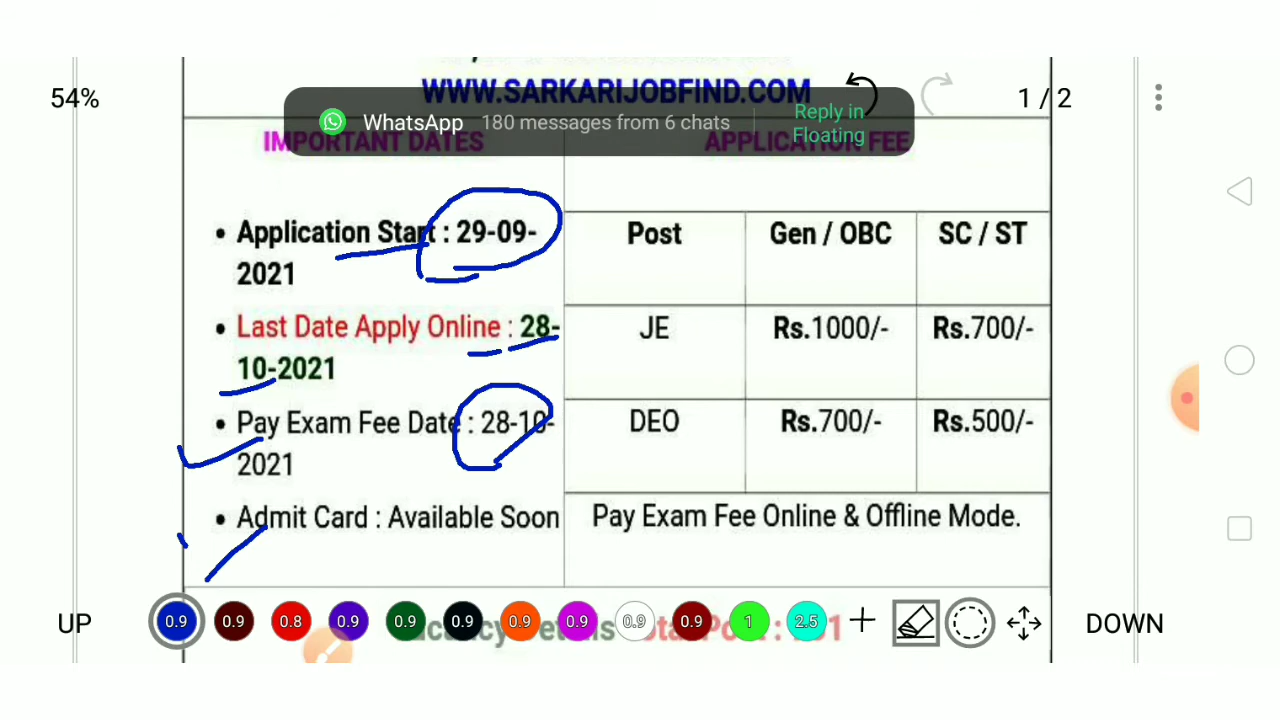 WWW.SARKARIJOBFIND.COM
54%
1 / 2
WhatsApp 180 messages from 6 chats
Reply in
Floating
IMPORTANT DATES
APPLICATION FEE
• Application Start : 29-09-
2021
• Last Date Apply Online : 28-
10-2021
• Pay Exam Fee Date : 28-10-
2021
• Admit Card : Available Soon
Post Gen / OBC SC / ST
JE Rs.1000/- Rs.700/-
DEO Rs.700/- Rs.500/-
Pay Exam Fee Online & Offline Mode.
UP
0.9 0.9 0.8 0.9 0.9 0.9 0.9 0.9 0.9 0.9 1 2.5
DOWN